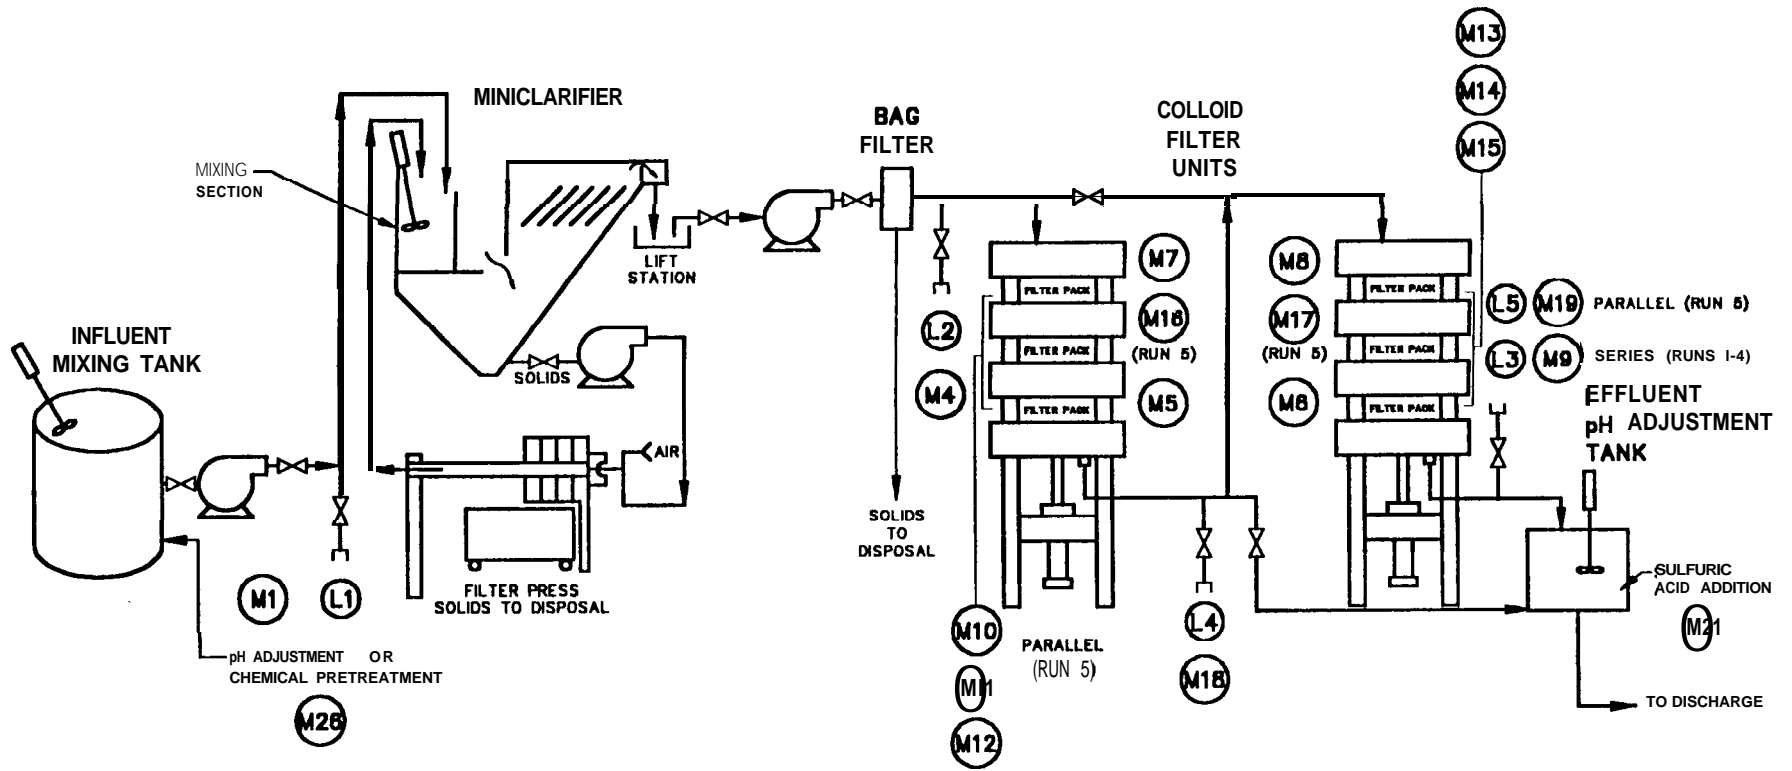 M13
M14
M15
MINICLARIFIER
BAG
FILTER
COLLOID
FILTER
UNITS
MIXING
SECTION
LIFT
STATION
INFLUENT
MIXING TANK
SOLIDS
AIR
FILTER PRESS
SOLIDS TO DISPOSAL
M1
L1
pH ADJUSTMENT OR
CHEMICAL PRETREATMENT
M26
SOLIDS
TO
DISPOSAL
L2
M4
FILTER PACK
FILTER PACK
FILTER PACK
M7
M16
(RUN 5)
M5
M10
M11
M12
PARALLEL
(RUN 5)
L4
M18
M8
M17
(RUN 5)
M6
FILTER PACK
FILTER PACK
FILTER PACK
L5 M19 PARALLEL (RUN 5)
L3 M9 SERIES (RUNS I-4)
EFFLUENT
pH ADJUSTMENT
TANK
SULFURIC
ACID ADDITION
M21
TO DISCHARGE